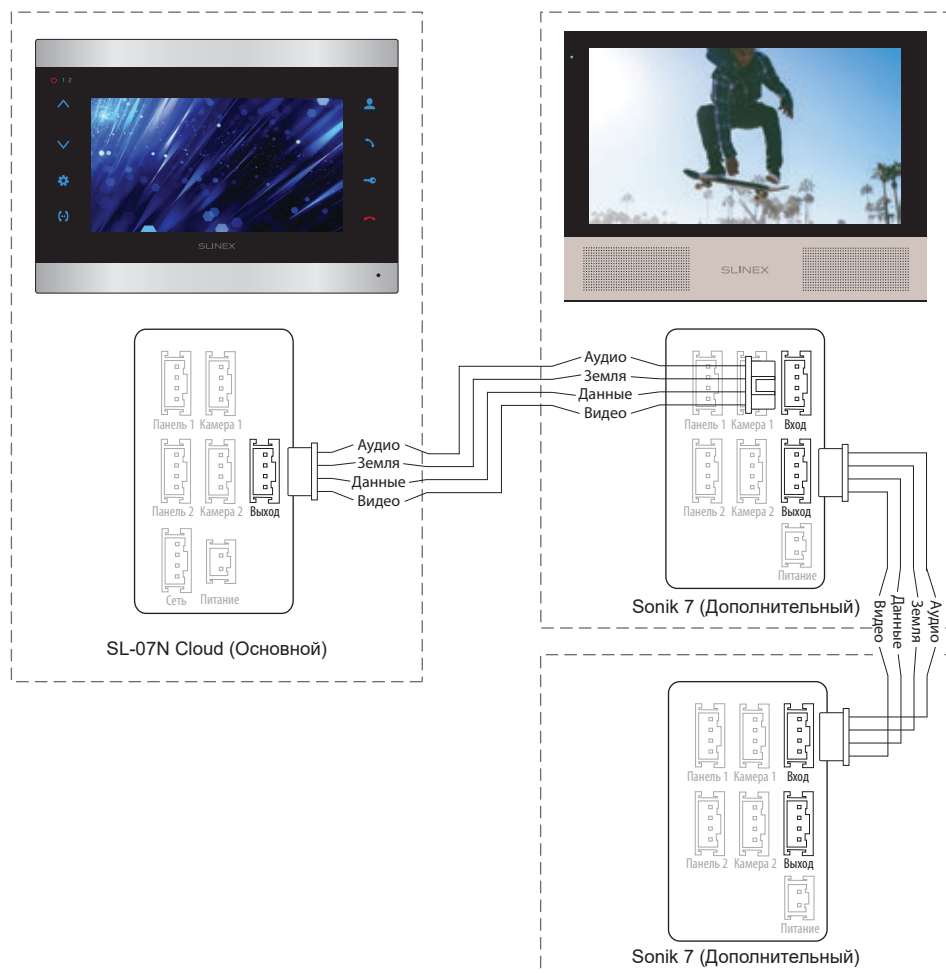 1 2
SLINEX
Панель 1 Камера 1
Панель 2 Камера 2 Выход
Сеть Питание
SL-07N Cloud (Основной)
Аудио
Земля
Данные
Видео
SLINEX
Аудио
Земля
Данные
Видео
Панель 1 Камера 1 Вход
Панель 2 Камера 2 Выход
Питание
Sonik 7 (Дополнительный)
Видео
Данные
Земля
Аудио
Панель 1 Камера 1 Вход
Панель 2 Камера 2 Выход
Питание
Sonik 7 (Дополнительный)